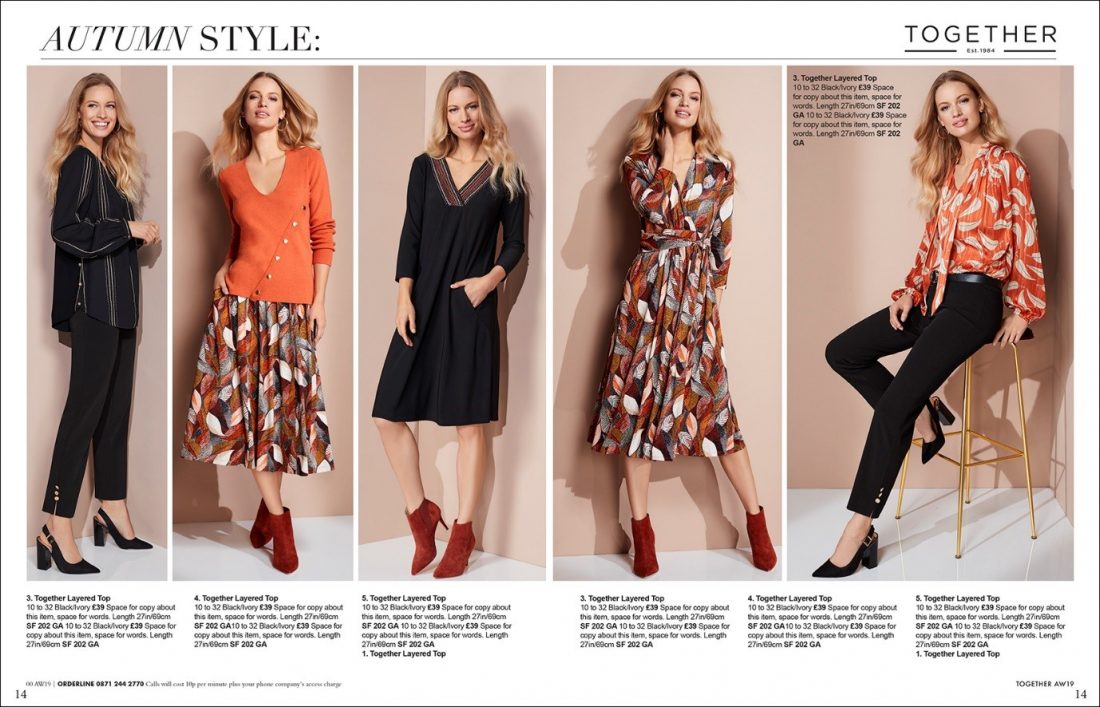 AUTUMN STYLE:
TOGETHER
Est. 1984
3. Together Layered Top
10 to 32 Black/Ivory £39 Space
for copy about this item, space for
words. Length 27in/69cm SF 202
GA 10 to 32 Black/Ivory £39 Space
for copy about this item, space for
words. Length 27in/69cm SF 202
GA
3. Together Layered Top
10 to 32 Black/Ivory £39 Space for copy about
this item, space for words. Length 27in/69cm
SF 202 GA 10 to 32 Black/Ivory £39 Space for
copy about this item, space for words. Length
27in/69cm SF 202 GA
4. Together Layered Top
10 to 32 Black/Ivory £39 Space for copy about
this item, space for words. Length 27in/69cm
SF 202 GA10 to 32 Black/Ivory £39 Space for
copy about this item, space for words. Length
27in/69cm SF 202 GA
5. Together Layered Top
10 to 32 Black/Ivory £39 Space for copy about
this item, space for words. Length 27in/69cm
SF 202 GA 10 to 32 Black/Ivory £39 Space for
copy about this item, space for words. Length
27in/69cm SF 202 GA
1. Together Layered Top
3. Together Layered Top
10 to 32 Black/Ivory £39 Space for copy about
this item, space for words. Length 27in/69cm
SF 202 GA 10 to 32 Black/Ivory £39 Space for
copy about this item, space for words. Length
27in/69cm SF 202 GA
4. Together Layered Top
10 to 32 Black/Ivory £39 Space for copy about
this item, space for words. Length 27in/69cm
SF 202 GA10 to 32 Black/Ivory £39 Space for
copy about this item, space for words. Length
27in/69cm SF 202 GA
5. Together Layered Top
10 to 32 Black/Ivory £39 Space for copy about
this item, space for words. Length 27in/69cm
SF 202 GA 10 to 32 Black/Ivory £39 Space for
copy about this item, space for words. Length
27in/69cm SF 202 GA
1. Together Layered Top
00 AW19 | ORDERLINE 0871 244 2770 Calls will cost 10p per minute plus your phone company's access charge
TOGETHER AW19
14
14